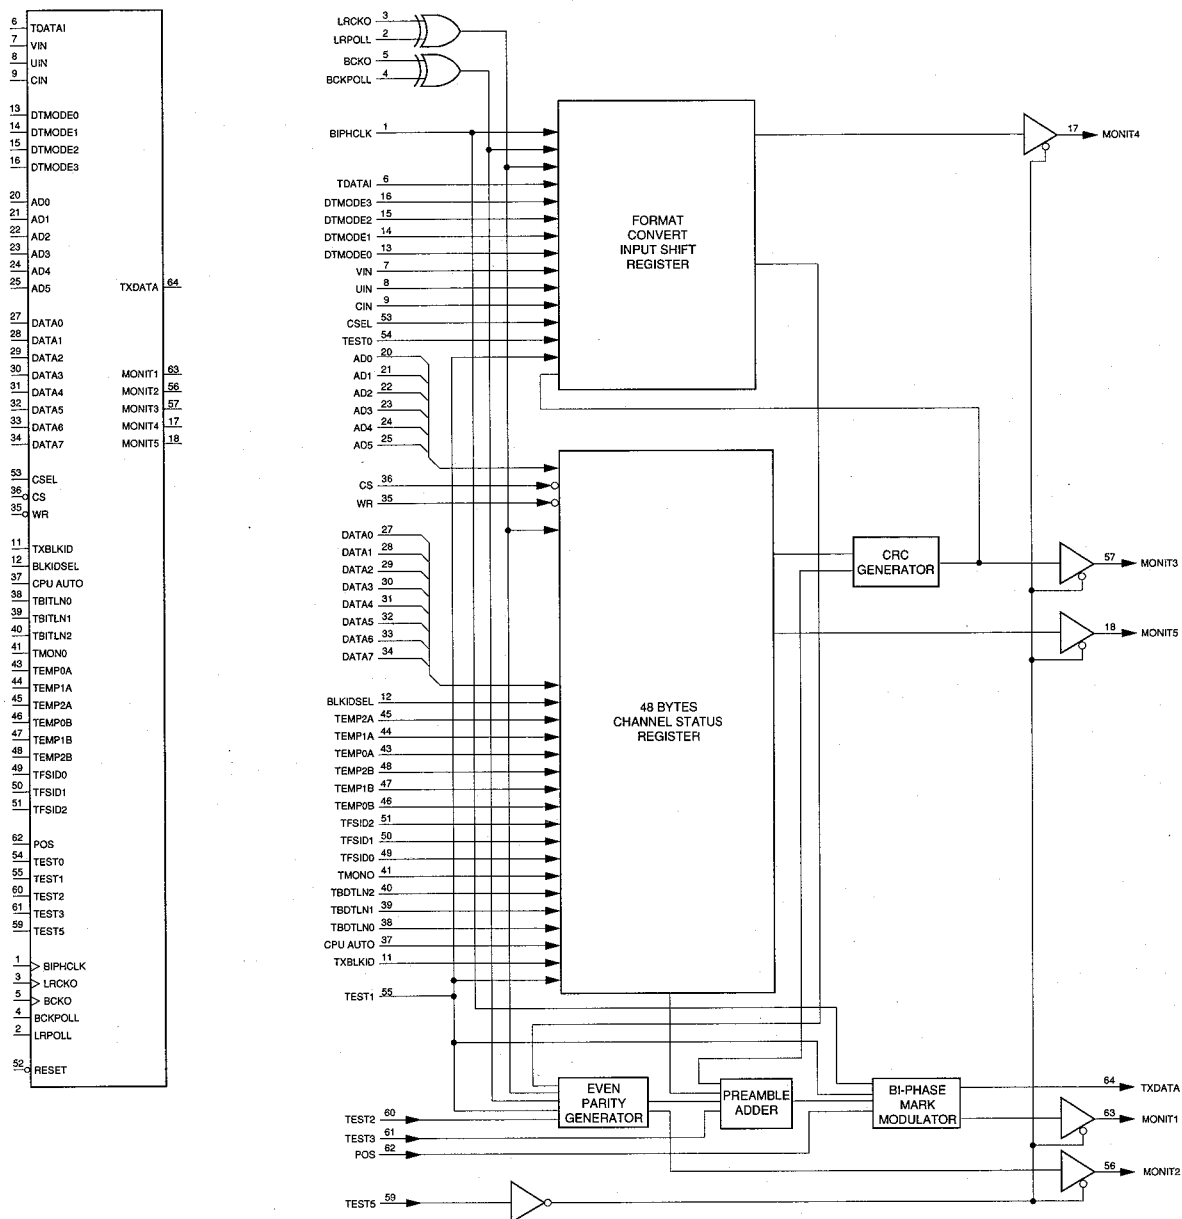 6 TDATAI
7 VIN
8 UIN
9 CIN
13 DTMODE0
14 DTMODE1
15 DTMODE2
16 DTMODE3
20 AD0
21 AD1
22 AD2
23 AD3
24 AD4
25 AD5
TXDATA 64
27 DATA0
28 DATA1
29 DATA2
30 DATA3
31 DATA4
32 DATA5
33 DATA6
34 DATA7
MONIT1 63
MONIT2 56
MONIT3 57
MONIT4 17
MONIT5 18
53 CSEL
36 CS
35 WR
11 TXBLKID
12 BLKIDSEL
37 CPU AUTO
38 TBITLN0
39 TBITLN1
40 TBITLN2
41 TMON0
43 TEMP0A
44 TEMP1A
45 TEMP2A
46 TEMP0B
47 TEMP1B
48 TEMP2B
49 TFSID0
50 TFSID1
51 TFSID2
62 POS
54 TEST0
55 TEST1
60 TEST2
61 TEST3
59 TEST5
1 BIPHCLK
3 LRCKO
5 BCKO
4 BCKPOLL
2 LRPOLL
52 RESET
LRCKO 3
LRPOLL 2
BCKO 5
BCKPOLL 4
BIPHCLK 1
TDATAI 6
DTMODE3 16
DTMODE2 15
DTMODE1 14
DTMODE0 13
VIN 7
UIN 8
CIN 9
CSEL 53
TEST0 54
AD0 20
AD1 21
AD2 22
AD3 23
AD4 24
AD5 25
CS 36
WR 35
DATA0 27
DATA1 28
DATA2 29
DATA3 30
DATA4 31
DATA5 32
DATA6 33
DATA7 34
BLKIDSEL 12
TEMP2A 45
TEMP1A 44
TEMP0A 43
TEMP2B 48
TEMP1B 47
TEMP0B 46
TFSID2 51
TFSID1 50
TFSID0 49
TMONO 41
TBDTLN2 40
TBDTLN1 39
TBDTLN0 38
CPU AUTO 37
TXBLKID 11
TEST1 55
TEST2 60
TEST3 61
POS 62
TEST5 59
FORMAT
CONVERT
INPUT SHIFT
REGISTER
48 BYTES
CHANNEL STATUS
REGISTER
CRC
GENERATOR
EVEN
PARITY
GENERATOR
PREAMBLE
ADDER
BI-PHASE
MARK
MODULATOR
17 MONIT4
57 MONIT3
18 MONIT5
64 TXDATA
63 MONIT1
56 MONIT2